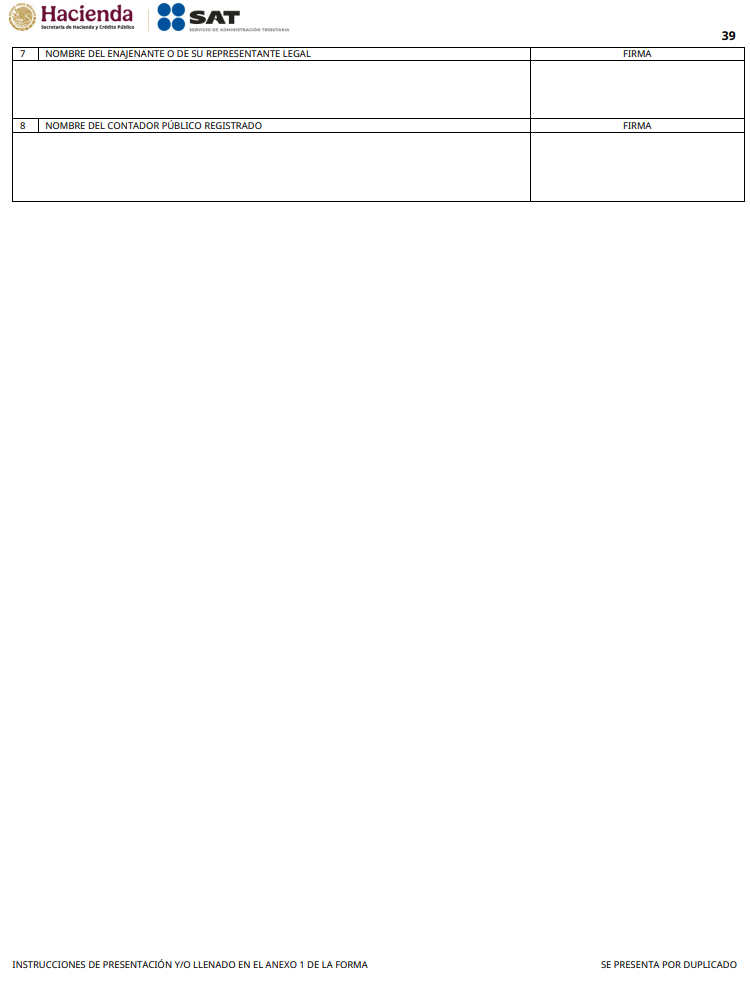 Hacienda
Secretaría de Hacienda y Crédito Público
SAT
SERVICIO DE ADMINISTRACIÓN TRIBUTARIA
39
7 NOMBRE DEL ENAJENANTE O DE SU REPRESENTANTE LEGAL FIRMA
8 NOMBRE DEL CONTADOR PÚBLICO REGISTRADO FIRMA
INSTRUCCIONES DE PRESENTACIÓN Y/O LLENADO EN EL ANEXO 1 DE LA FORMA SE PRESENTA POR DUPLICADO